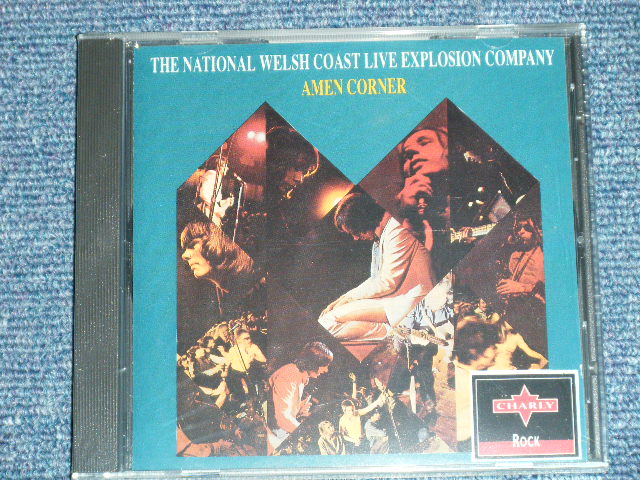 THE NATIONAL WELSH COAST LIVE EXPLOSION COMPANY
AMEN CORNER
CHARLY
ROCK